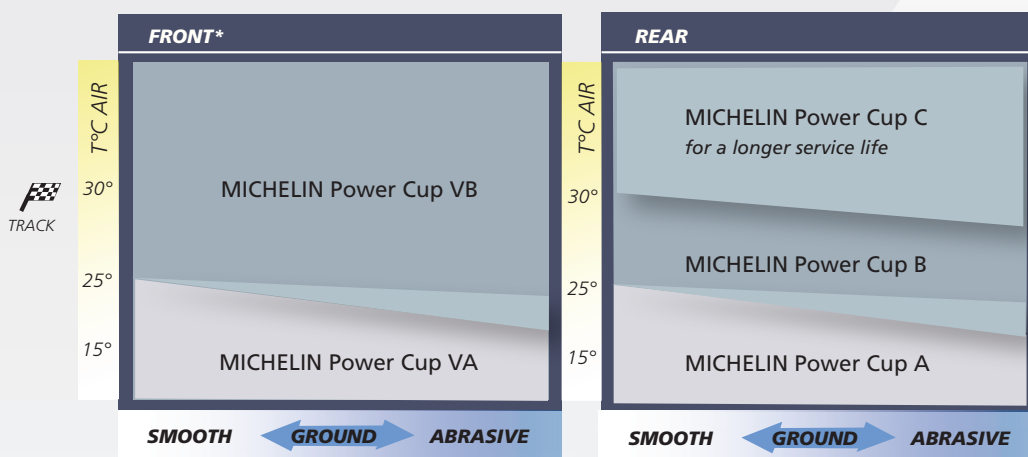 FRONT*
T°C AIR
30°
25°
15°
TRACK
MICHELIN Power Cup VB
MICHELIN Power Cup VA
SMOOTH GROUND ABRASIVE
REAR
T°C AIR
30°
25°
15°
MICHELIN Power Cup C
for a longer service life
MICHELIN Power Cup B
MICHELIN Power Cup A
SMOOTH GROUND ABRASIVE